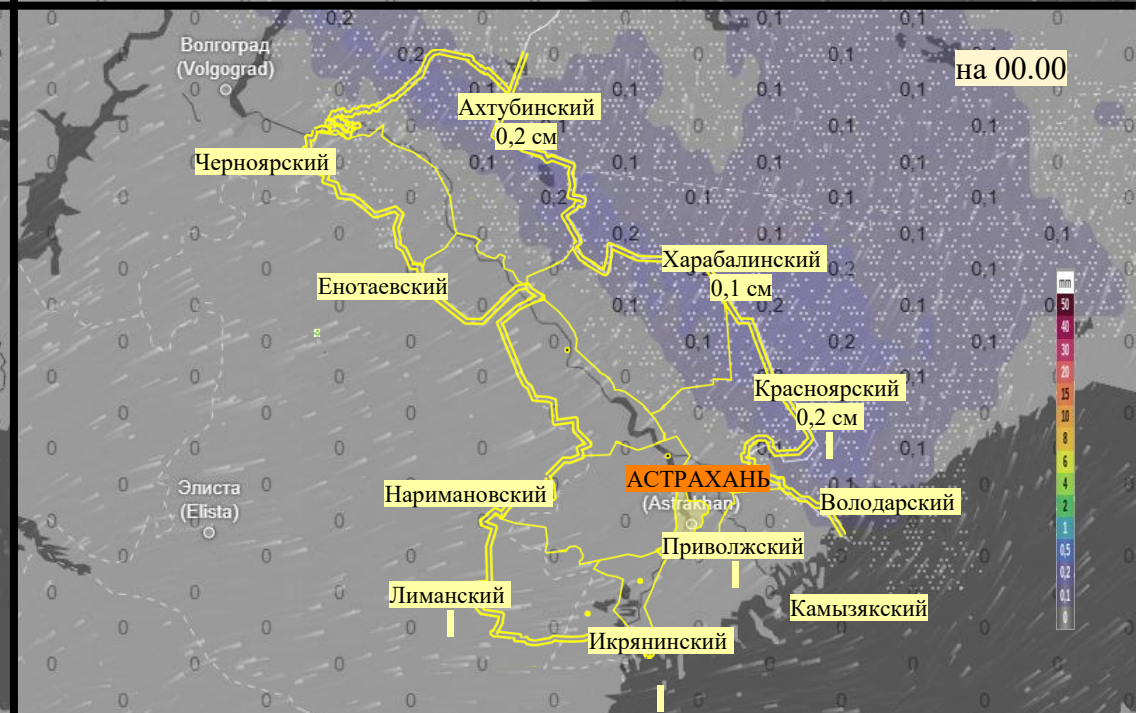 на 00.00
Волгоград
(Volgograd)
Ахтубинский
0,2 см
Черноярский
Харабалинский
0,1 см
Енотаевский
Красноярский
0,2 см
АСТРАХАНЬ
(Astrakhan)
Элиста
(Elista)
Наримановский
Володарский
Приволжский
Лиманский
Камызякский
Икрянинский
mm
50
40
30
20
15
10
8
6
4
2
1
0,5
0,2
0,1
0